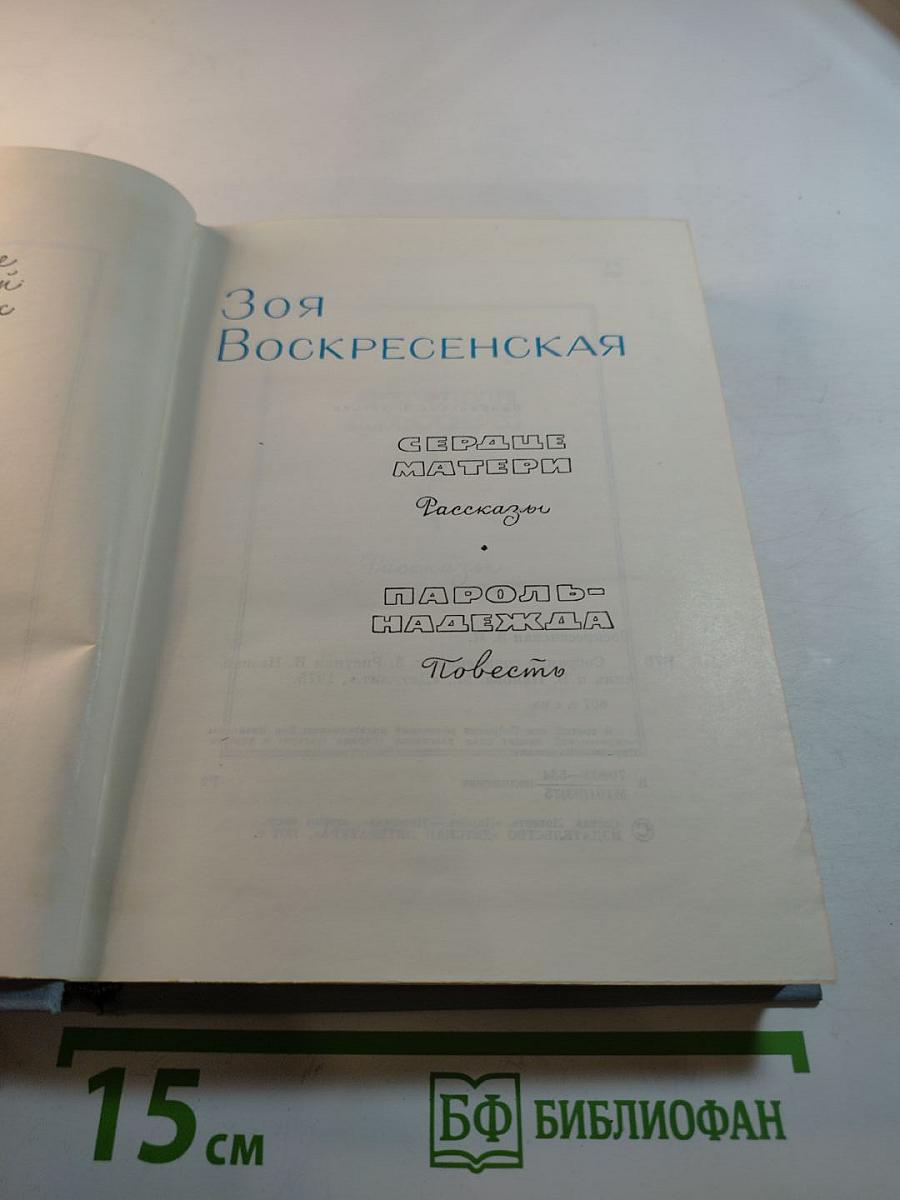 Зоя
Воскресенская
СЕРДЦЕ
МАТЕРИ
Рассказы
•
ПАРОЛЬ-
НАДЕЖДА
Повесть
15 см
БФ БИБЛИОФАН